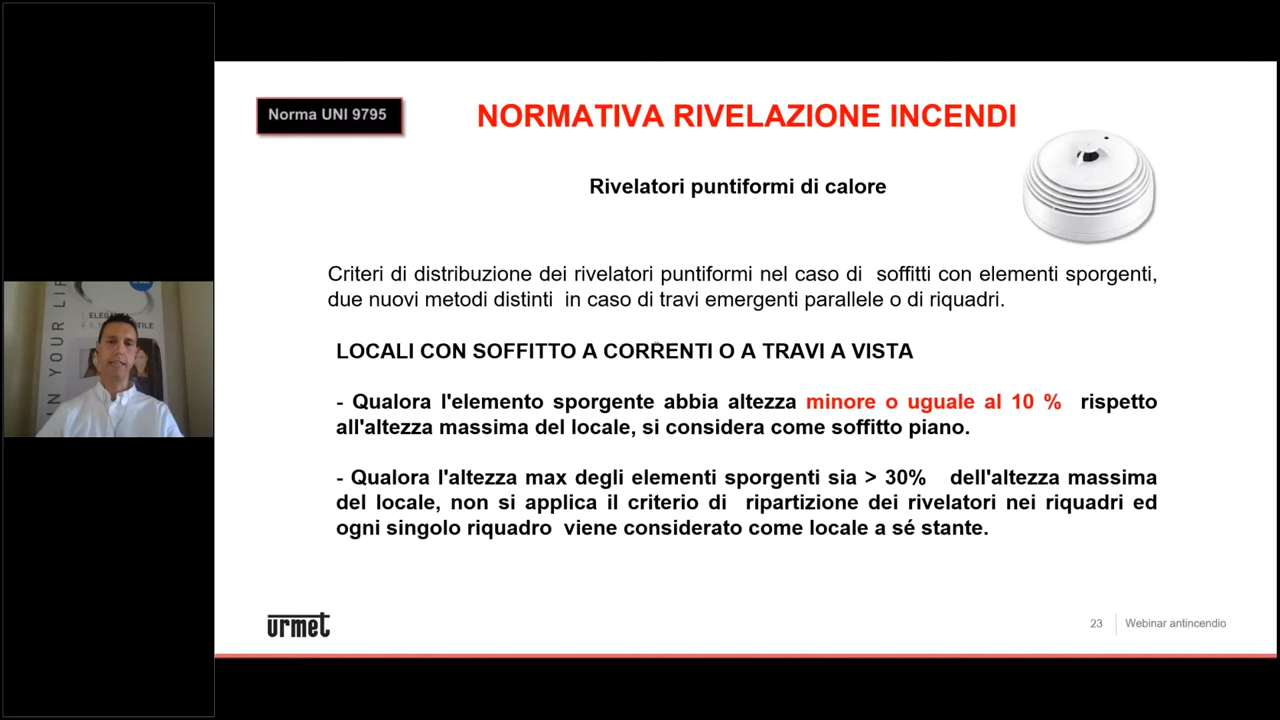 Norma UNI 9795
NORMATIVA RIVELAZIONE INCENDI
Rivelatori puntiformi di calore
Criteri di distribuzione dei rivelatori puntiformi nel caso di soffitti con elementi sporgenti,
due nuovi metodi distinti in caso di travi emergenti parallele o di riquadri.
LOCALI CON SOFFITTO A CORRENTI O A TRAVI A VISTA
- Qualora l'elemento sporgente abbia altezza minore o uguale al 10 % rispetto
all'altezza massima del locale, si considera come soffitto piano.
- Qualora l'altezza max degli elementi sporgenti sia > 30% dell'altezza massima
del locale, non si applica il criterio di ripartizione dei rivelatori nei riquadri ed
ogni singolo riquadro viene considerato come locale a sé stante.
urmet
23
Webinar antincendio
IN YOUR LIF